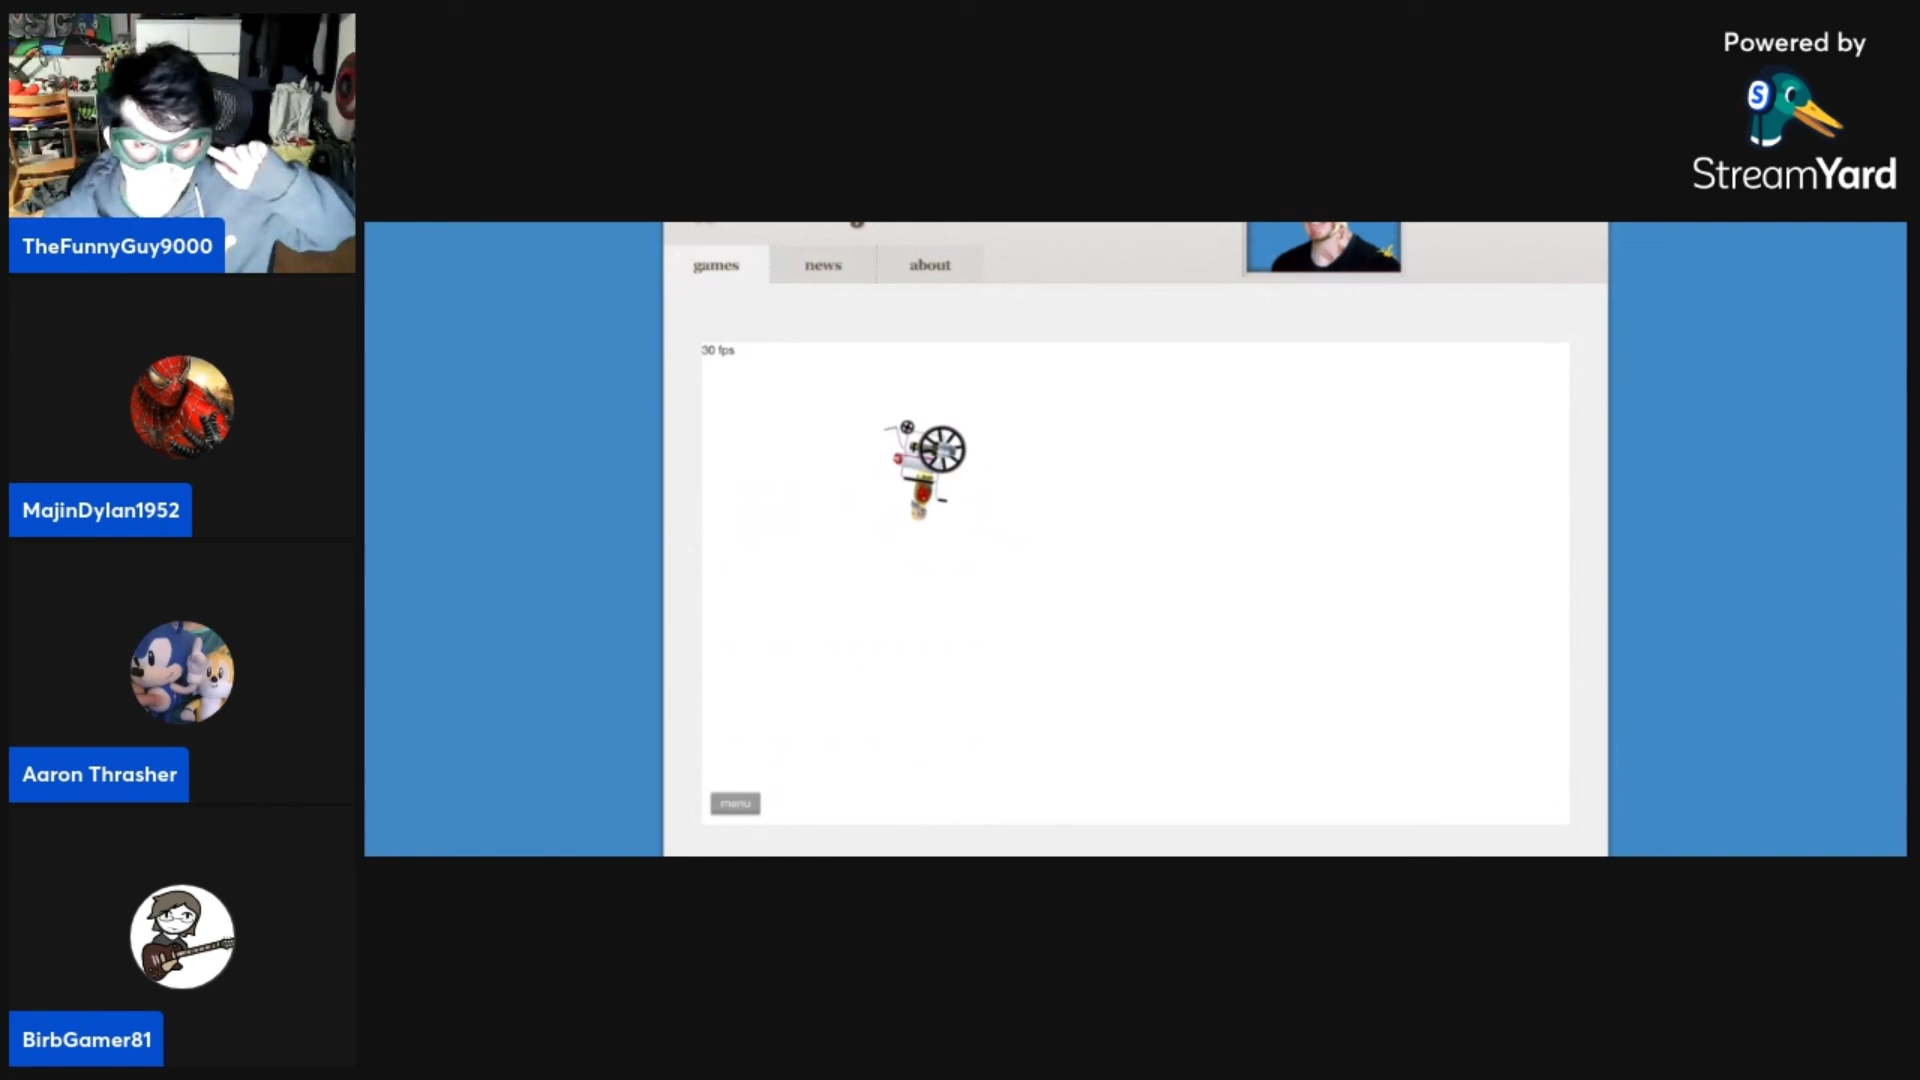 Powered by
StreamYard
TheFunnyGuy9000
games
news
about
30 fps
MajinDylan1952
Aaron Thrasher
menu
BirbGamer81